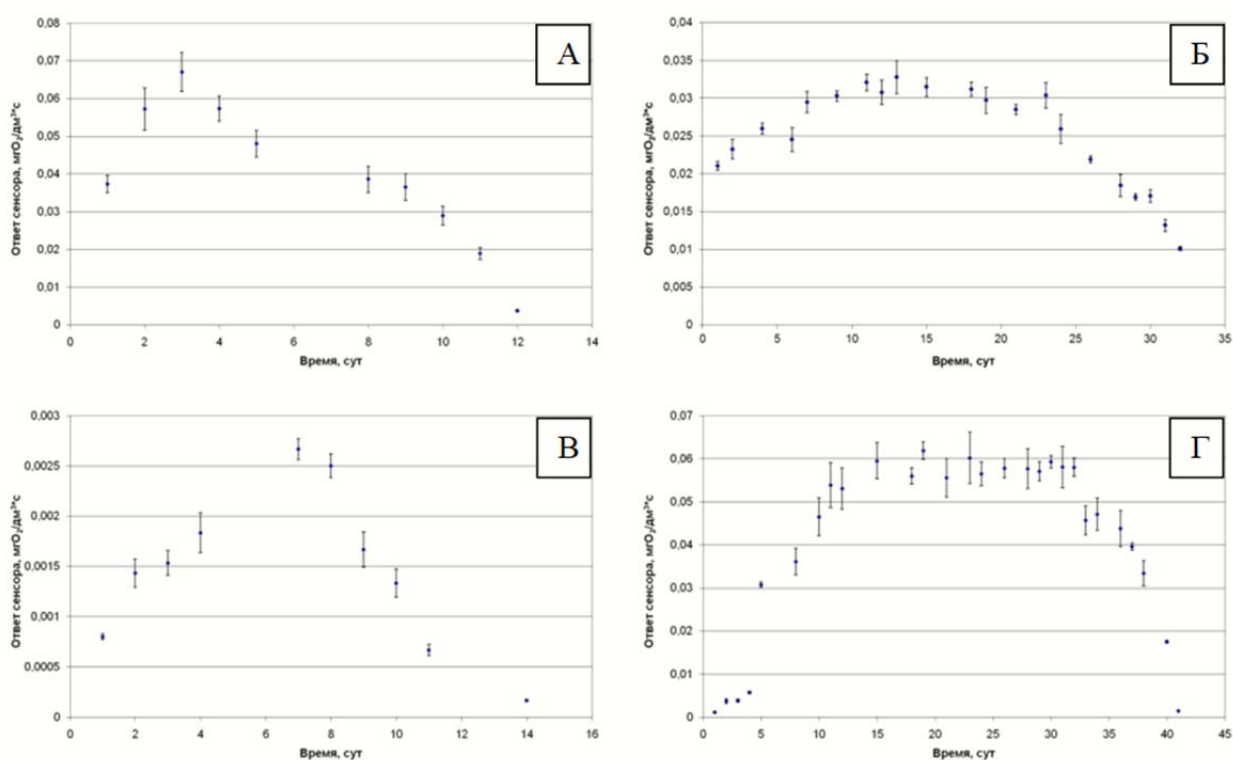 0,08
0,07
0,06
0,05
0,04
0,03
0,02
0,01
0
0 2 4 6 8 10 12 14
Время, сут
Ответ сенсора, мгО₂/дм³*с
А
0,04
0,035
0,03
0,025
0,02
0,015
0,01
0,005
0
0 5 10 15 20 25 30 35
Время, сут
Ответ сенсора, мгО₂/дм³*с
Б
0,003
0,0025
0,002
0,0015
0,001
0,0005
0
0 2 4 6 8 10 12 14 16
Время, сут
Ответ сенсора, мгО₂/дм³*с
В
0,07
0,06
0,05
0,04
0,03
0,02
0,01
0
0 5 10 15 20 25 30 35 40 45
Время, сут
Ответ сенсора, мгО₂/дм³*с
Г